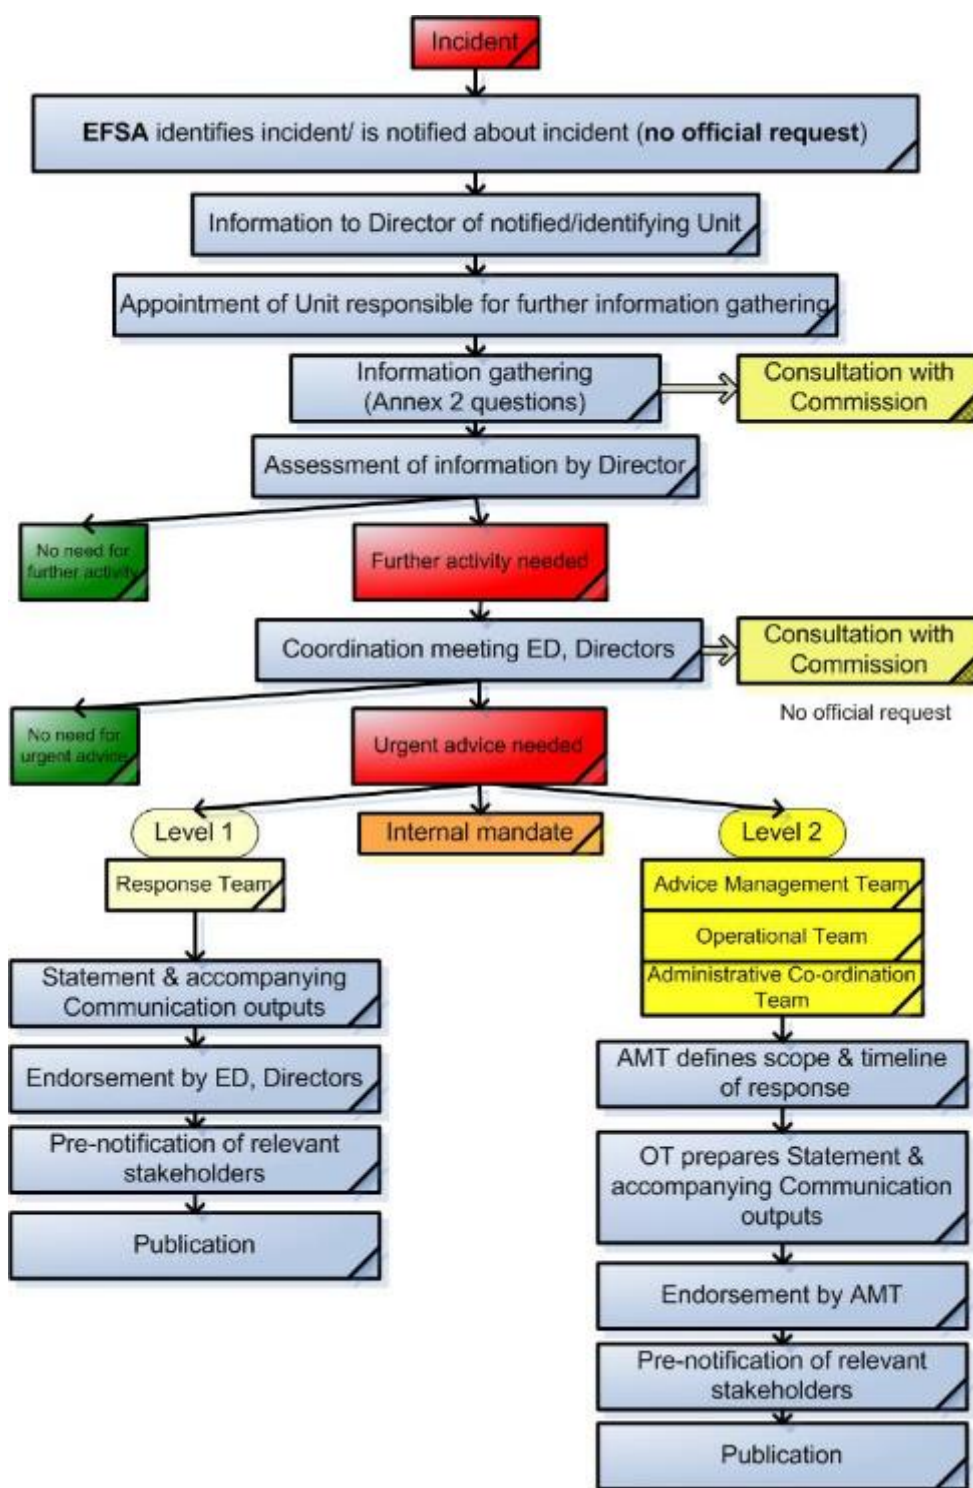 Incident
EFSA identifies incident/ is notified about incident (no official request)
Information to Director of notified/identifying Unit
Appointment of Unit responsible for further information gathering
Information gathering
(Annex 2 questions)
Consultation with
Commission
Assessment of information by Director
No need for
further activity
Further activity needed
Coordination meeting ED, Directors
Consultation with
Commission
No official request
No need for
urgent advice
Urgent advice needed
Level 1
Internal mandate
Level 2
Response Team
Advice Management Team
Operational Team
Administrative Co-ordination
Team
Statement & accompanying
Communication outputs
Endorsement by ED, Directors
Pre-notification of relevant
stakeholders
Publication
AMT defines scope & timeline
of response
OT prepares Statement &
accompanying Communication
outputs
Endorsement by AMT
Pre-notification of relevant
stakeholders
Publication